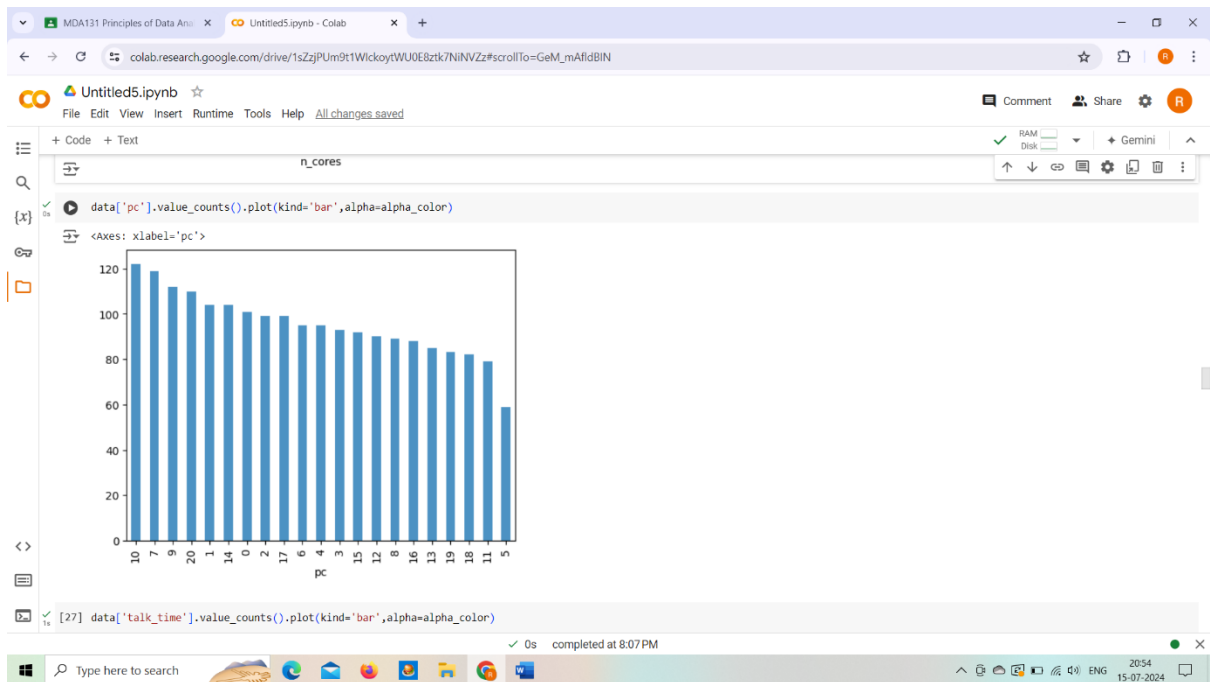 MDA131 Principles of Data Ana
Untitled5.ipynb - Colab
colab.research.google.com/drive/1sZzjPUm9t1WlckoytWU0E8ztk7NiNVZz#scrollTo=GeM_mAfldBIN
R
CO
Untitled5.ipynb
Comment
Share
R
File Edit View Insert Runtime Tools Help All changes saved
+ Code + Text
RAM
Disk
Gemini
n_cores
{x}
0s
data['pc'].value_counts().plot(kind='bar',alpha=alpha_color)
<Axes: xlabel='pc'>
120
100
80
60
40
20
0
10 7 9 20 1 14 0 2 17 6 4 3 15 12 8 16 13 19 18 11 5
pc
1s
[27] data['talk_time'].value_counts().plot(kind='bar',alpha=alpha_color)
0s completed at 8:07 PM
Type here to search
ENG
20:54
15-07-2024